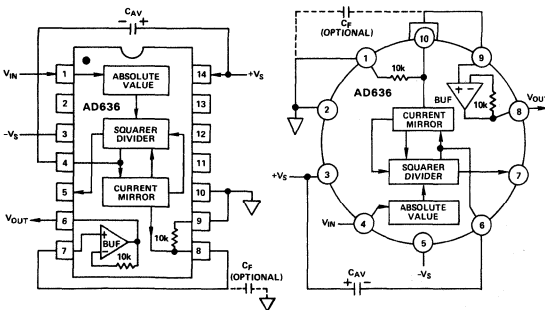 CAV
− +
VIN
1
ABSOLUTE
VALUE
14
+VS
2
AD636
13
−VS
3
SQUARER
DIVIDER
12
4
11
5
CURRENT
MIRROR
10
VOUT
6
9
7
+
−
BUF
10k
10k
8
CF
(OPTIONAL)
CF
(OPTIONAL)
10
1
9
10k
AD636
BUF
+ −
10k
8
VOUT
2
CURRENT
MIRROR
+VS
3
SQUARER
DIVIDER
7
ABSOLUTE
VALUE
VIN
4
6
5
−VS
CAV
+ −